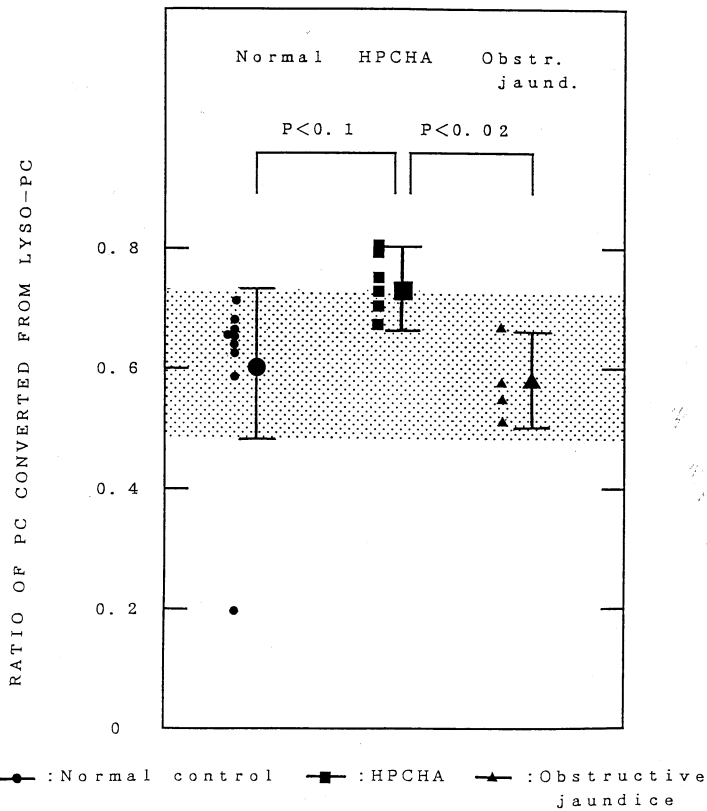 Normal HPCHA Obstr.
jaund.
P<0.1 P<0.02
RATIO OF PC CONVERTED FROM LYSO-PC
0.8
0.6
0.4
0.2
0
:Normal control :HPCHA :Obstructive
jaundice